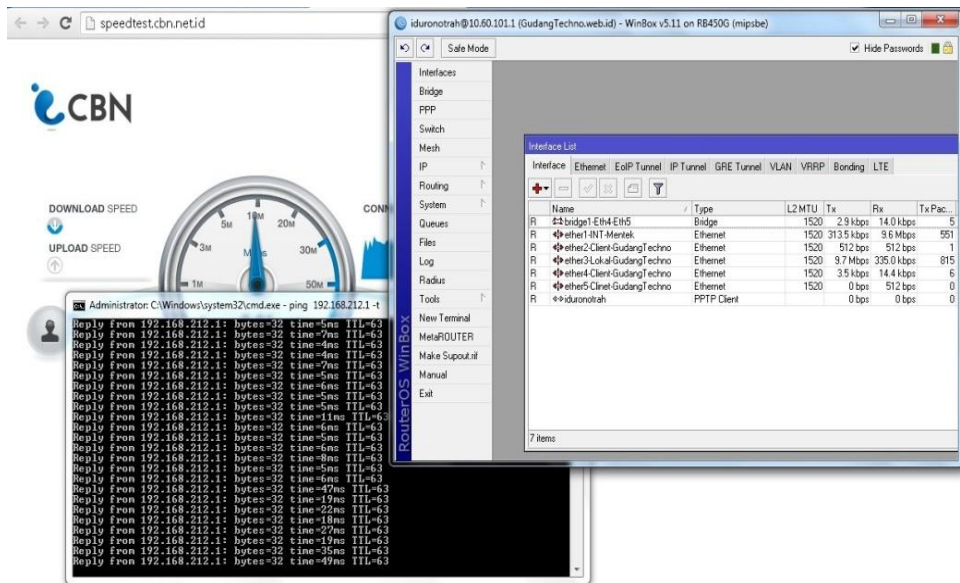 speedtest.cbn.net.id
CBN
DOWNLOAD SPEED
UPLOAD SPEED
CONN
1M
3M
5M
10M
20M
30M
50M
iduronotrah@10.60.101.1 (GudangTechno.web.id) - WinBox v5.11 on RB450G (mipsbe)
Safe Mode
Hide Passwords
Interfaces
Bridge
PPP
Switch
Mesh
IP
Routing
System
Queues
Files
Log
Radius
Tools
New Terminal
MetaROUTER
Make Supout.rif
Manual
Exit
RouterOS WinBox
Interface List
Interface Ethernet EoIP Tunnel IP Tunnel GRE Tunnel VLAN VRRP Bonding LTE
Name / Type L2 MTU Tx Rx Tx Pac...
R bridge1-Eth4-Eth5 Bridge 1520 2.9 kbps 14.0 kbps 5
R ether1-INT-Mentek Ethernet 1520 313.5 kbps 9.6 Mbps 551
R ether2-Client-GudangTechno Ethernet 1520 512 bps 512 bps 1
R ether3-Lokal-GudangTechno Ethernet 1520 9.7 Mbps 335.0 kbps 815
R ether4-Client-GudangTechno Ethernet 1520 3.5 kbps 14.4 kbps 6
R ether5-Clinet-GudangTechno Ethernet 1520 0 bps 512 bps 0
R iduronotrah PPTP Client 0 bps 0 bps 0
7 items
Administrator: C:\Windows\system32\cmd.exe - ping 192.168.212.1 -t
Reply from 192.168.212.1: bytes=32 time=5ms TTL=63
Reply from 192.168.212.1: bytes=32 time=7ms TTL=63
Reply from 192.168.212.1: bytes=32 time=4ms TTL=63
Reply from 192.168.212.1: bytes=32 time=4ms TTL=63
Reply from 192.168.212.1: bytes=32 time=7ms TTL=63
Reply from 192.168.212.1: bytes=32 time=5ms TTL=63
Reply from 192.168.212.1: bytes=32 time=6ms TTL=63
Reply from 192.168.212.1: bytes=32 time=5ms TTL=63
Reply from 192.168.212.1: bytes=32 time=5ms TTL=63
Reply from 192.168.212.1: bytes=32 time=11ms TTL=63
Reply from 192.168.212.1: bytes=32 time=6ms TTL=63
Reply from 192.168.212.1: bytes=32 time=5ms TTL=63
Reply from 192.168.212.1: bytes=32 time=6ms TTL=63
Reply from 192.168.212.1: bytes=32 time=8ms TTL=63
Reply from 192.168.212.1: bytes=32 time=5ms TTL=63
Reply from 192.168.212.1: bytes=32 time=6ms TTL=63
Reply from 192.168.212.1: bytes=32 time=47ms TTL=63
Reply from 192.168.212.1: bytes=32 time=19ms TTL=63
Reply from 192.168.212.1: bytes=32 time=22ms TTL=63
Reply from 192.168.212.1: bytes=32 time=18ms TTL=63
Reply from 192.168.212.1: bytes=32 time=27ms TTL=63
Reply from 192.168.212.1: bytes=32 time=19ms TTL=63
Reply from 192.168.212.1: bytes=32 time=35ms TTL=63
Reply from 192.168.212.1: bytes=32 time=49ms TTL=63